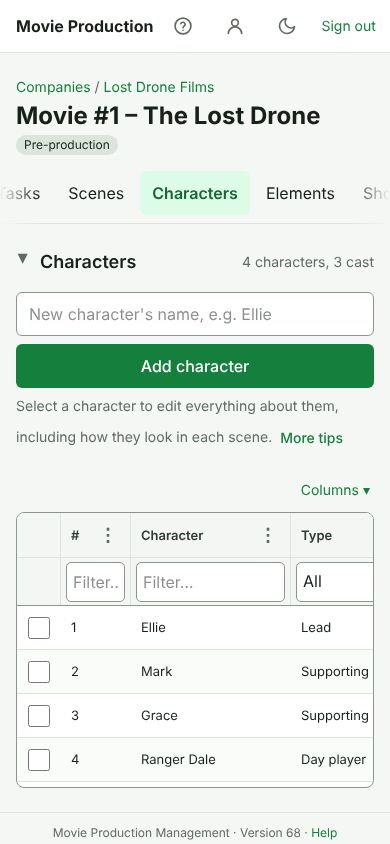 Movie Production
Sign out
Companies / Lost Drone Films
Movie #1 – The Lost Drone
Pre-production
Tasks Scenes Characters Elements Sho
▼ Characters 4 characters, 3 cast
New character's name, e.g. Ellie
Add character
Select a character to edit everything about them,
including how they look in each scene. More tips
Columns ▾
# ⋮ Character ⋮ Type
Filter.. Filter... All
1 Ellie Lead
2 Mark Supporting
3 Grace Supporting
4 Ranger Dale Day player
Movie Production Management · Version 68 · Help